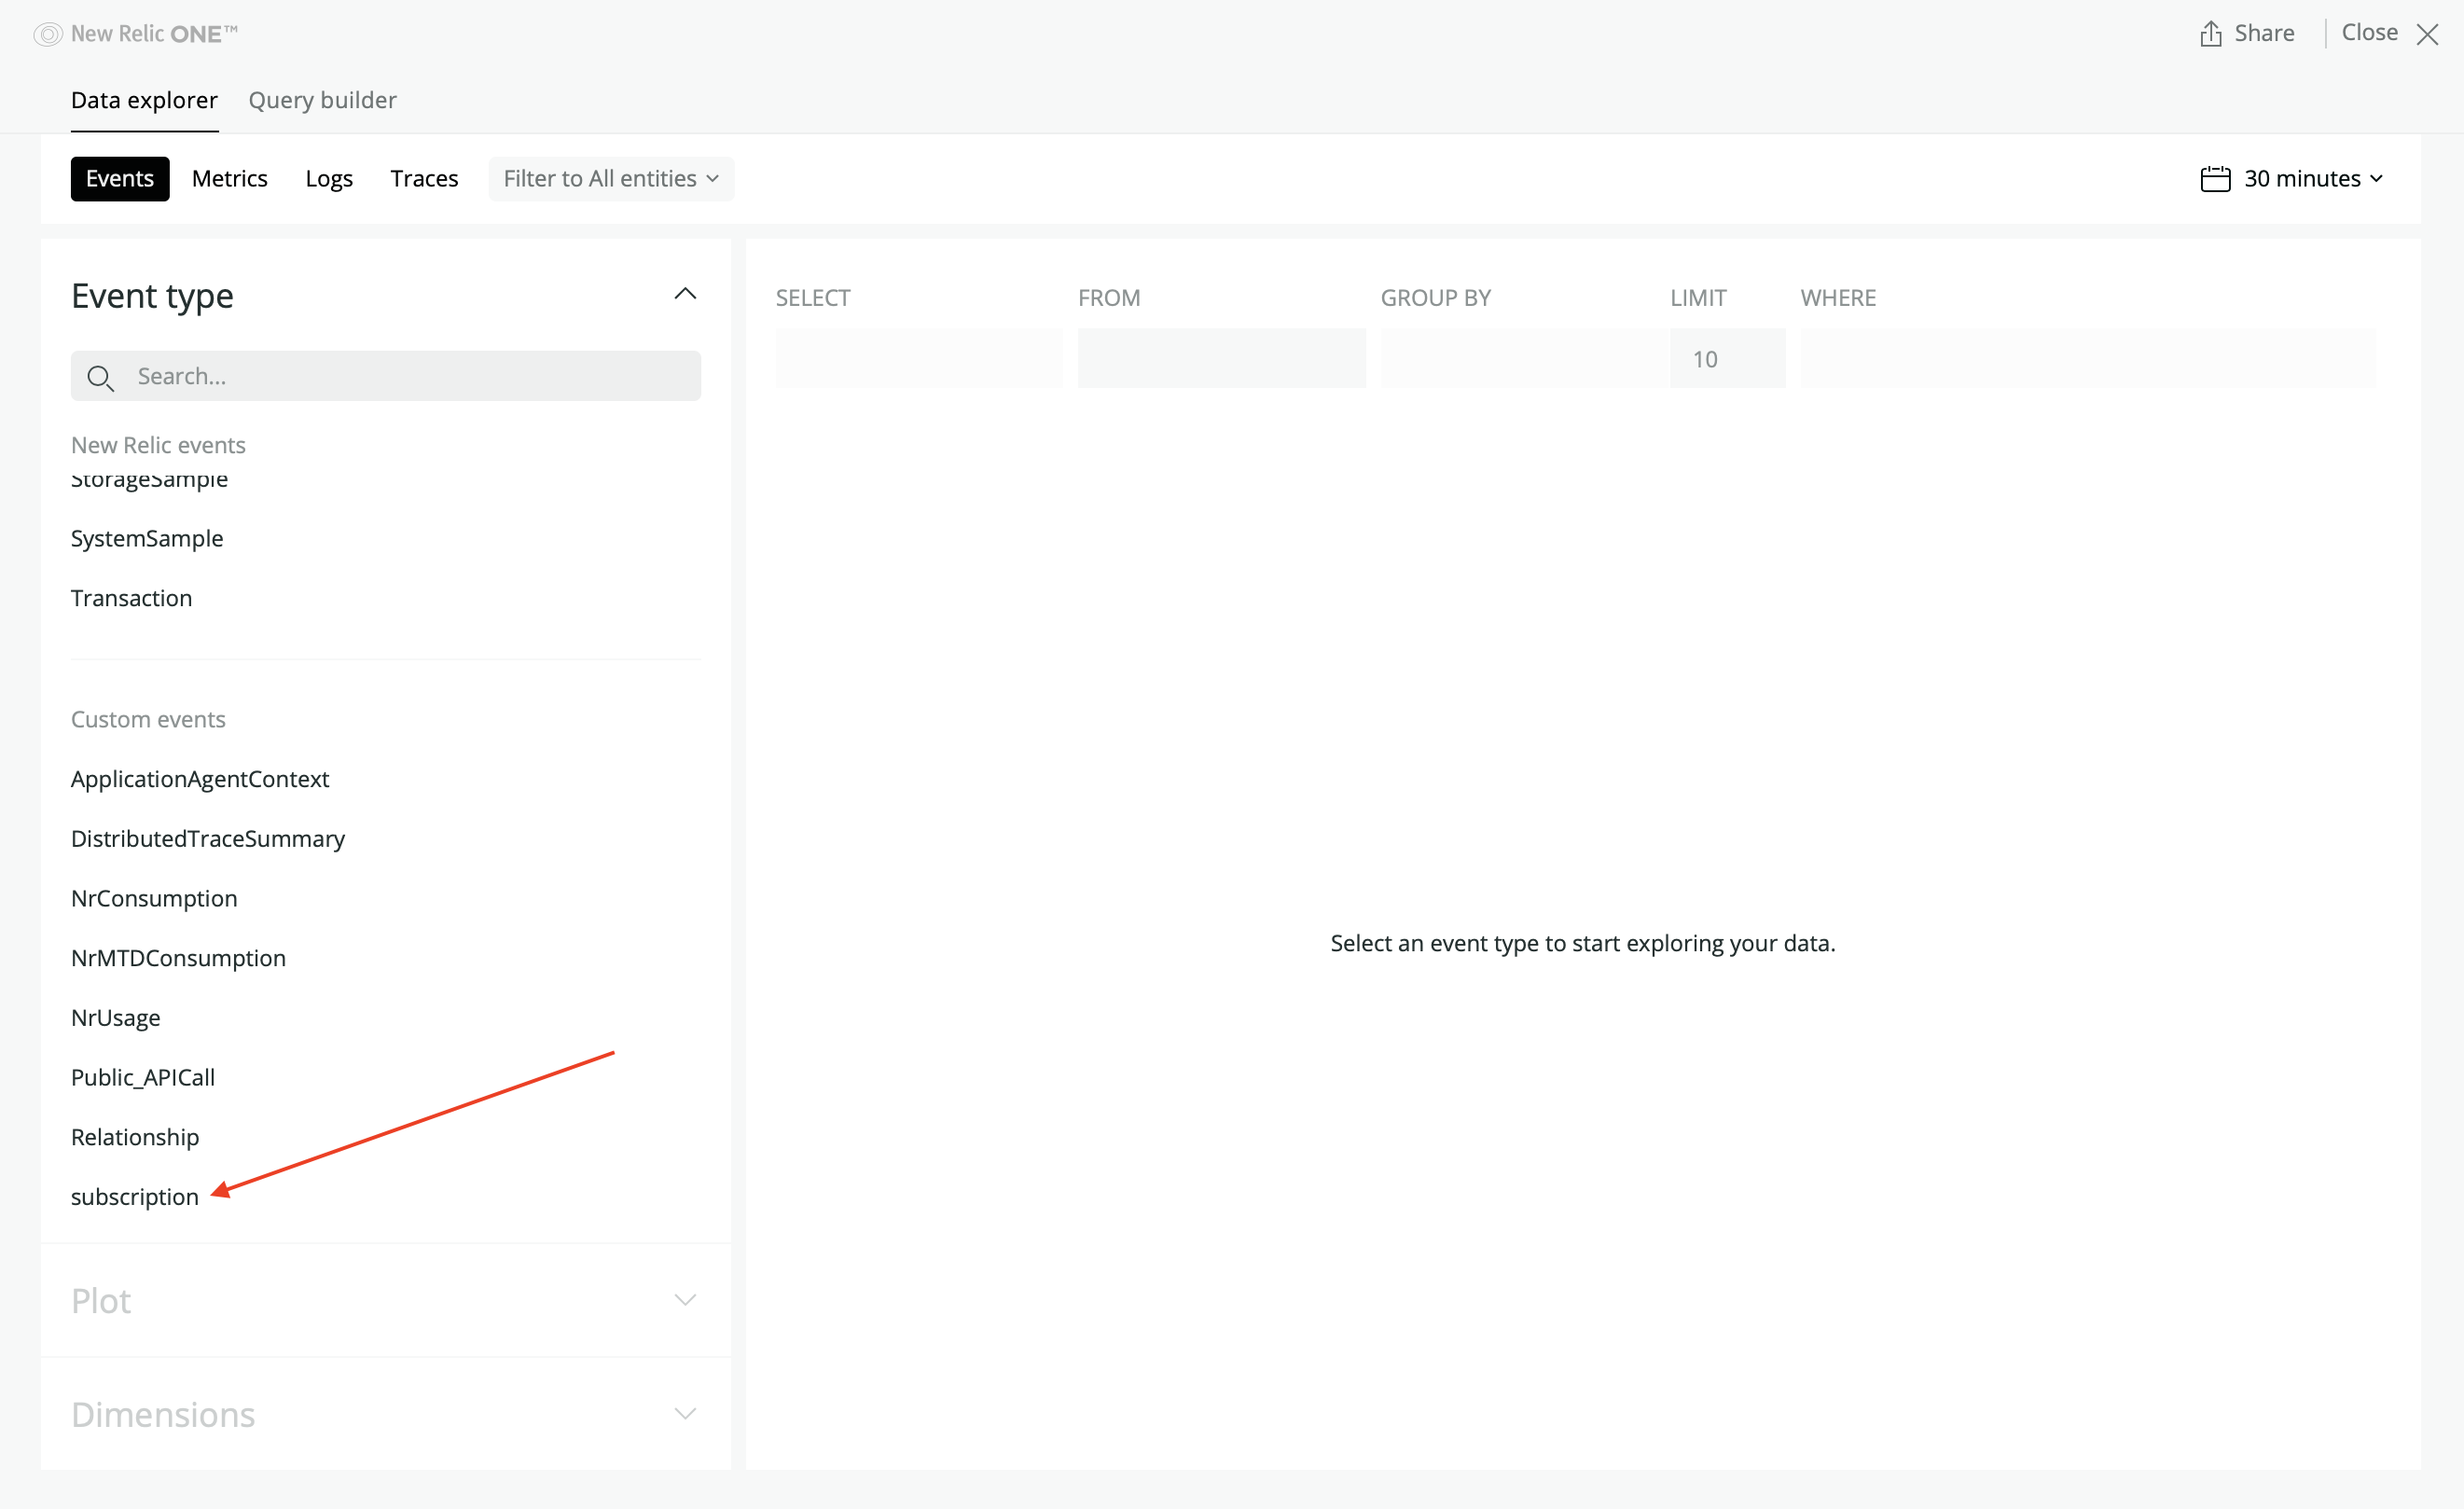 New Relic ONE™
Share
Close
Data explorer
Query builder
Events
Metrics
Logs
Traces
Filter to All entities
30 minutes
Event type
Search...
New Relic events
StorageSample
SystemSample
Transaction
Custom events
ApplicationAgentContext
DistributedTraceSummary
NrConsumption
NrMTDConsumption
NrUsage
Public_APICall
Relationship
subscription
Plot
Dimensions
SELECT
FROM
GROUP BY
LIMIT
WHERE
10
Select an event type to start exploring your data.